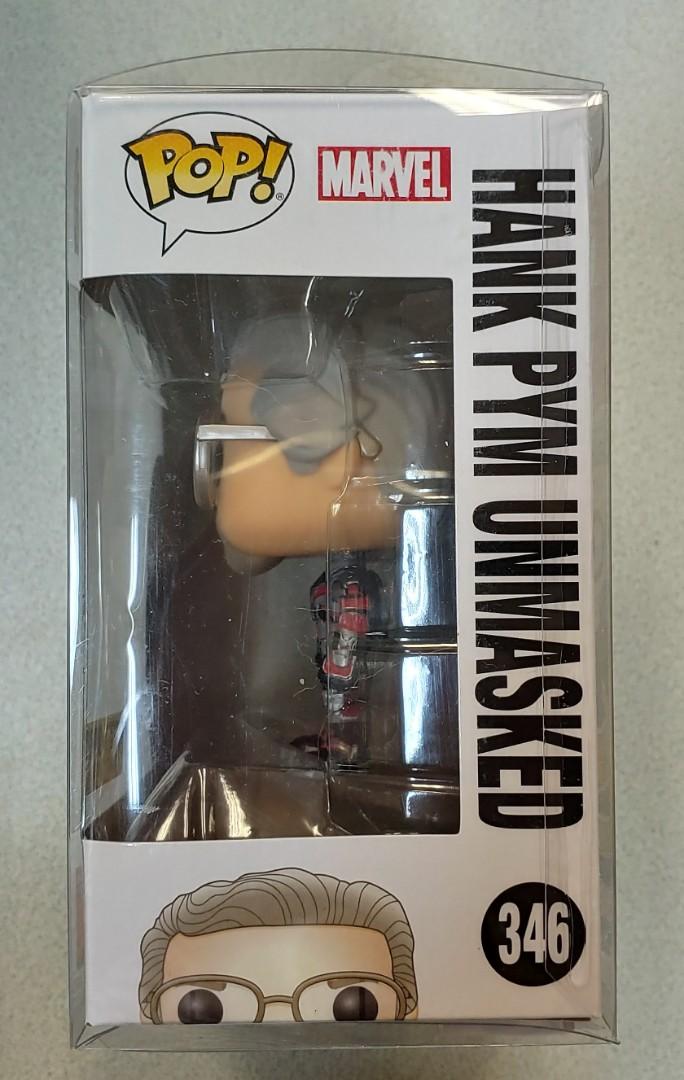 POP!
MARVEL
HANK PYM UNMASKED
346